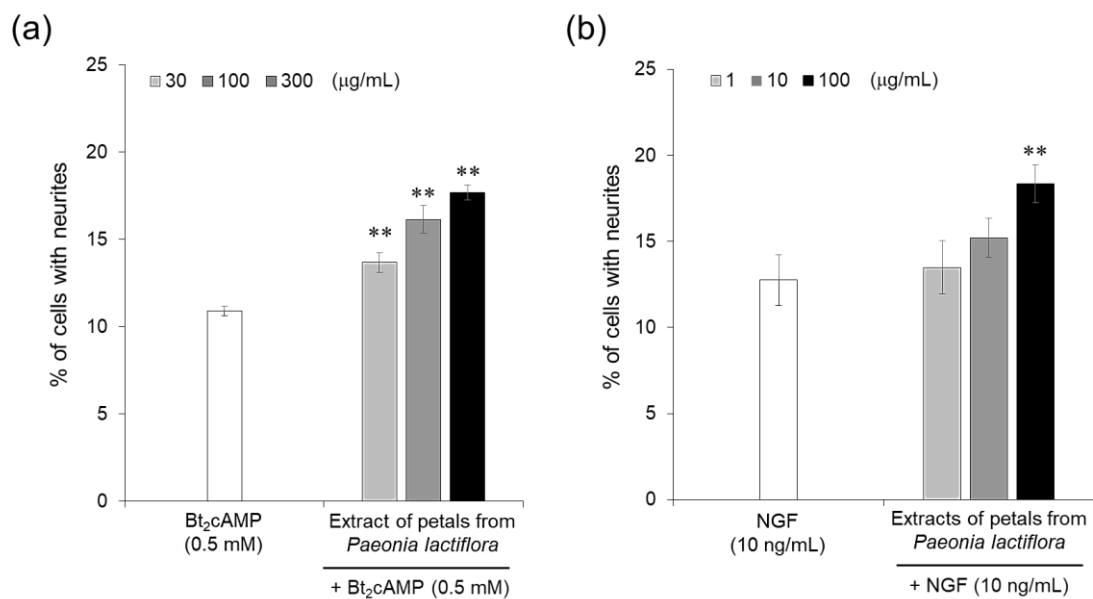 (a)
30 100 300 (μg/mL)
% of cells with neurites
25
20
15
10
5
0
**
**
**
Bt₂cAMP
(0.5 mM)
Extract of petals from
Paeonia lactiflora
+ Bt₂cAMP (0.5 mM)
(b)
1 10 100 (μg/mL)
% of cells with neurites
25
20
15
10
5
0
**
NGF
(10 ng/mL)
Extracts of petals from
Paeonia lactiflora
+ NGF (10 ng/mL)